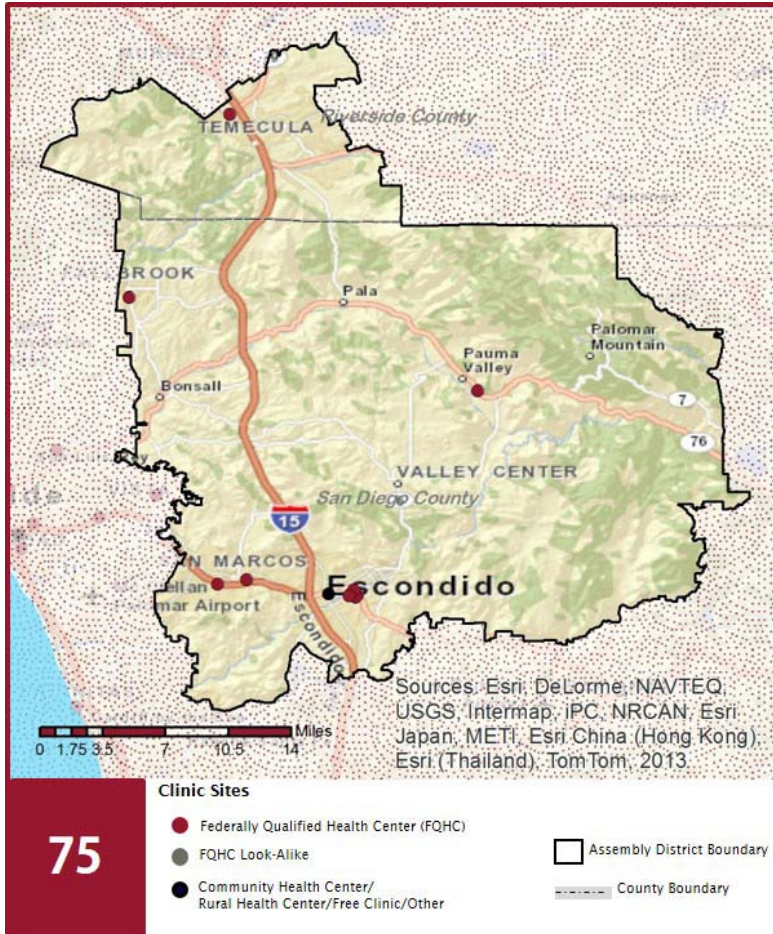 TEMECULA
Riverside County
Pala
Palomar
Mountain
Pauma
Valley
Bonsall
7
76
VALLEY CENTER
San Diego County
15
MARCOS
Escondido
Escondido
mar Airport
Sources: Esri, DeLorme, NAVTEQ,
USGS, Intermap, iPC, NRCAN, Esri
Japan, METI, Esri China (Hong Kong),
Esri (Thailand), TomTom, 2013
Miles
0 1.75 3.5 7 10.5 14
75
Clinic Sites
Federally Qualified Health Center (FQHC)
FQHC Look-Alike
Community Health Center/
Rural Health Center/Free Clinic/Other
Assembly District Boundary
County Boundary